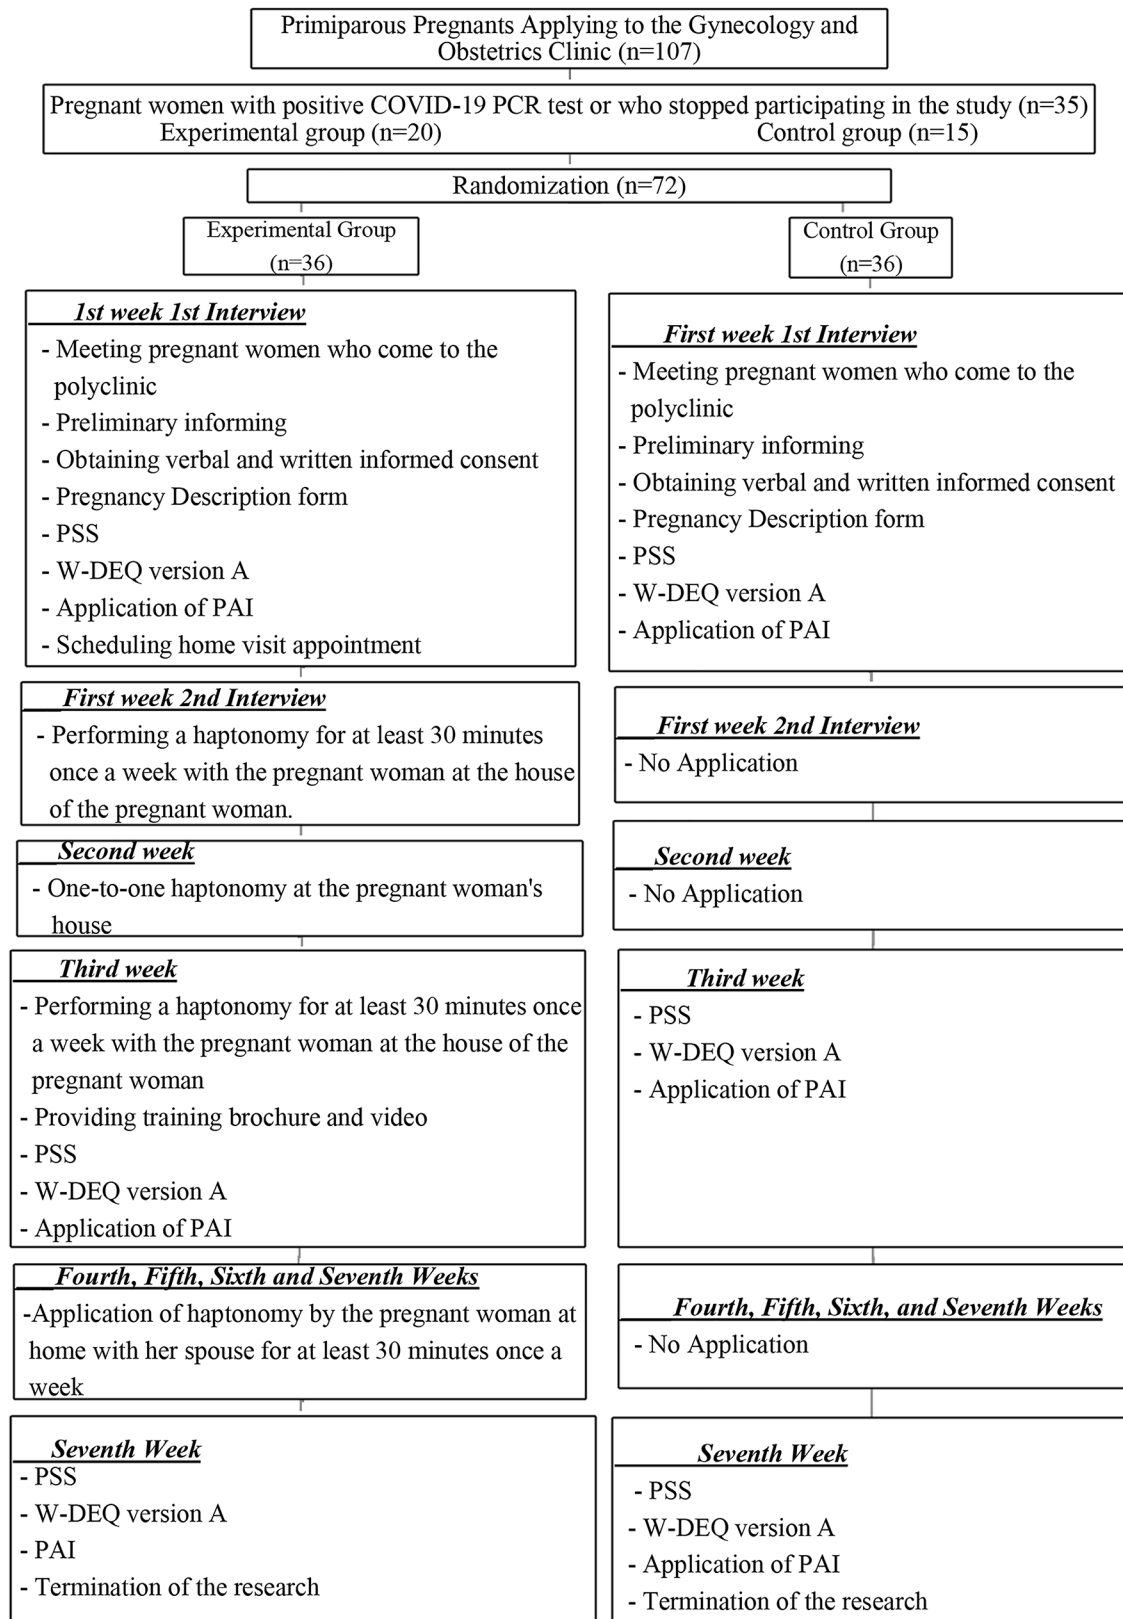 Primiparous Pregnants Applying to the Gynecology and
Obstetrics Clinic (n=107)
Pregnant women with positive COVID-19 PCR test or who stopped participating in the study (n=35)
Experimental group (n=20) Control group (n=15)
Randomization (n=72)
Experimental Group
(n=36)
Control Group
(n=36)
1st week 1st Interview
- Meeting pregnant women who come to the
polyclinic
- Preliminary informing
- Obtaining verbal and written informed consent
- Pregnancy Description form
- PSS
- W-DEQ version A
- Application of PAI
- Scheduling home visit appointment
First week 1st Interview
- Meeting pregnant women who come to the
polyclinic
- Preliminary informing
- Obtaining verbal and written informed consent
- Pregnancy Description form
- PSS
- W-DEQ version A
- Application of PAI
First week 2nd Interview
- Performing a haptonomy for at least 30 minutes
once a week with the pregnant woman at the house
of the pregnant woman.
First week 2nd Interview
- No Application
Second week
- One-to-one haptonomy at the pregnant woman's
house
Second week
- No Application
Third week
- Performing a haptonomy for at least 30 minutes once
a week with the pregnant woman at the house of the
pregnant woman
- Providing training brochure and video
- PSS
- W-DEQ version A
- Application of PAI
Third week
- PSS
- W-DEQ version A
- Application of PAI
Fourth, Fifth, Sixth and Seventh Weeks
-Application of haptonomy by the pregnant woman at
home with her spouse for at least 30 minutes once a
week
Fourth, Fifth, Sixth, and Seventh Weeks
- No Application
Seventh Week
- PSS
- W-DEQ version A
- PAI
- Termination of the research
Seventh Week
- PSS
- W-DEQ version A
- Application of PAI
- Termination of the research